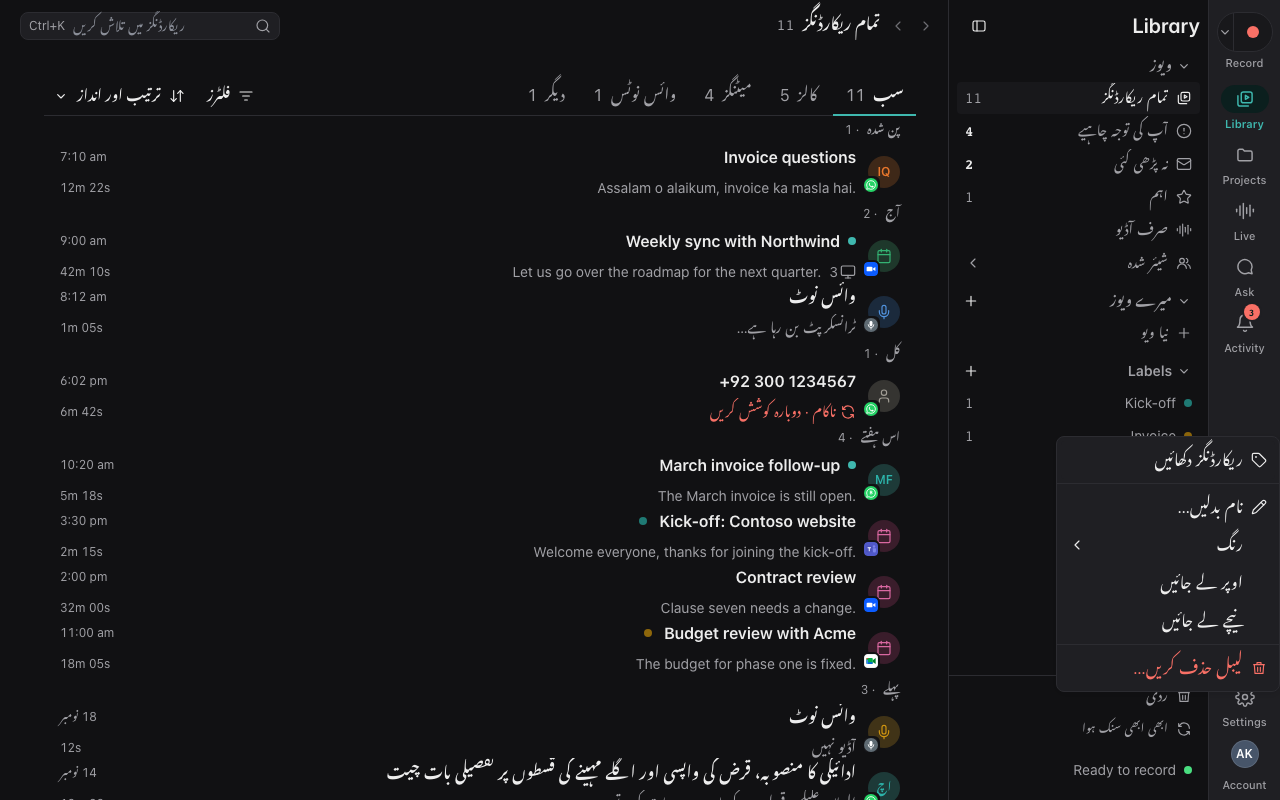 Record
Library
Projects
Live
Ask
3
Activity
Settings
AK
Account
Library
ویوز
تمام ریکارڈنگز 11
آپ کی توجہ چاہیے 4
نہ پڑھی گئی 2
اہم 1
صرف آڈیو
شیئر شدہ
میرے ویوز
نیا ویو
Labels
Kick-off 1
Invoice 1
ریکارڈنگز دکھائیں
نام بدلیں...
رنگ
اوپر لے جائیں
نیچے لے جائیں
لیبل حذف کریں...
ردی
ابھی ابھی سنک ہوا
Ready to record
تمام ریکارڈنگز 11
ریکارڈنگز میں تلاش کریں Ctrl+K
سب 11 کالز 5 میٹنگز 4 وائس نوٹس 1 دیگر 1
فلٹرز ترتیب اور انداز
پن شدہ · 1
IQ
Invoice questions 7:10 am
Assalam o alaikum, invoice ka masla hai. 12m 22s
آج · 2
Weekly sync with Northwind 9:00 am
Let us go over the roadmap for the next quarter. 3 42m 10s
وائس نوٹ 8:12 am
ٹرانسکرپٹ بن رہا ہے... 1m 05s
کل · 1
+92 300 1234567 6:02 pm
ناکام · دوبارہ کوشش کریں 6m 42s
اس ہفتے · 4
MF
March invoice follow-up 10:20 am
The March invoice is still open. 5m 18s
Kick-off: Contoso website 3:30 pm
Welcome everyone, thanks for joining the kick-off. 2m 15s
Contract review 2:00 pm
Clause seven needs a change. 32m 00s
Budget review with Acme 11:00 am
The budget for phase one is fixed. 18m 05s
پہلے · 3
وائس نوٹ 18 نومبر
آڈیو نہیں 12s
اچ
ادائیگی کا منصوبہ، قرض کی واپسی اور اگلے مہینے کی قسطوں پر تفصیلی بات چیت 14 نومبر